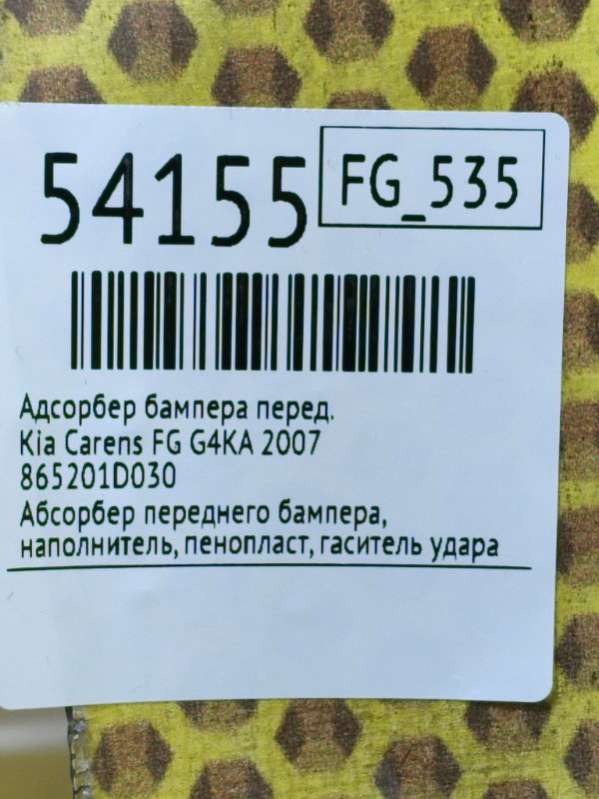 54155
FG_535
Адсорбер бампера перед.
Kia Carens FG G4KA 2007
865201D030
Абсорбер переднего бампера,
наполнитель, пенопласт, гаситель удара